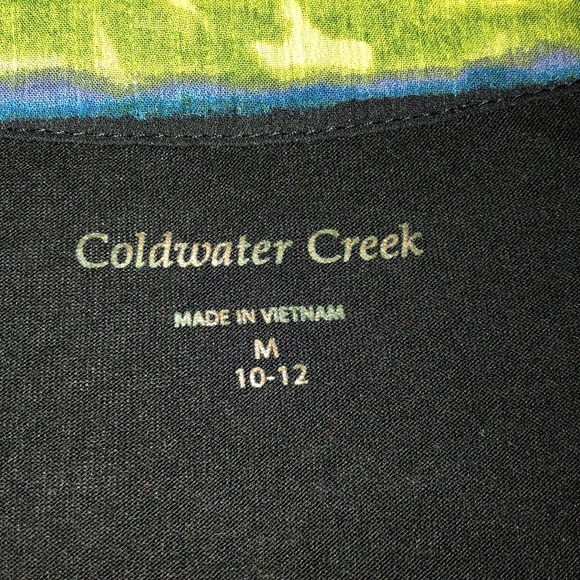 Coldwater Creek
MADE IN VIETNAM
M
10-12